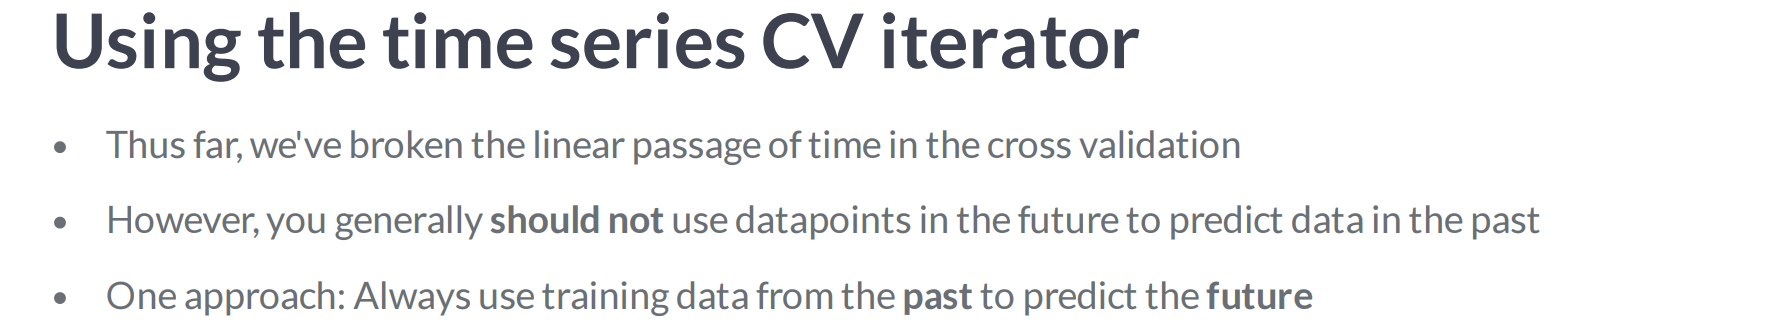 Using the time series CV iterator
• Thus far, we've broken the linear passage of time in the cross validation
• However, you generally should not use datapoints in the future to predict data in the past
• One approach: Always use training data from the past to predict the future